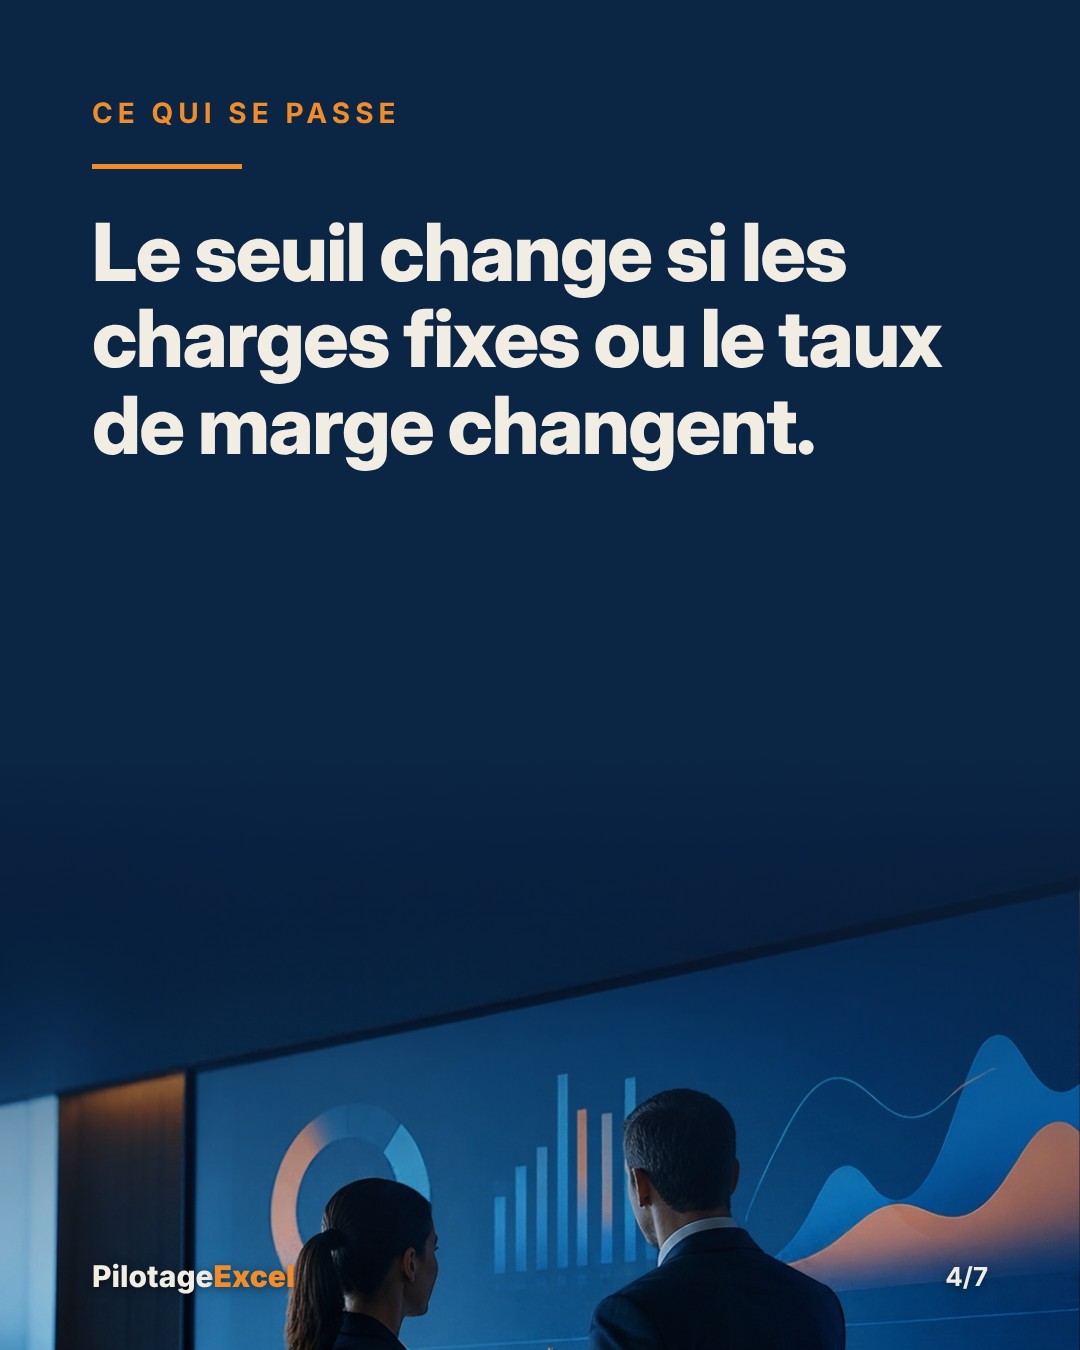 CE QUI SE PASSE
Le seuil change si les
charges fixes ou le taux
de marge changent.
PilotageExcel
4/7